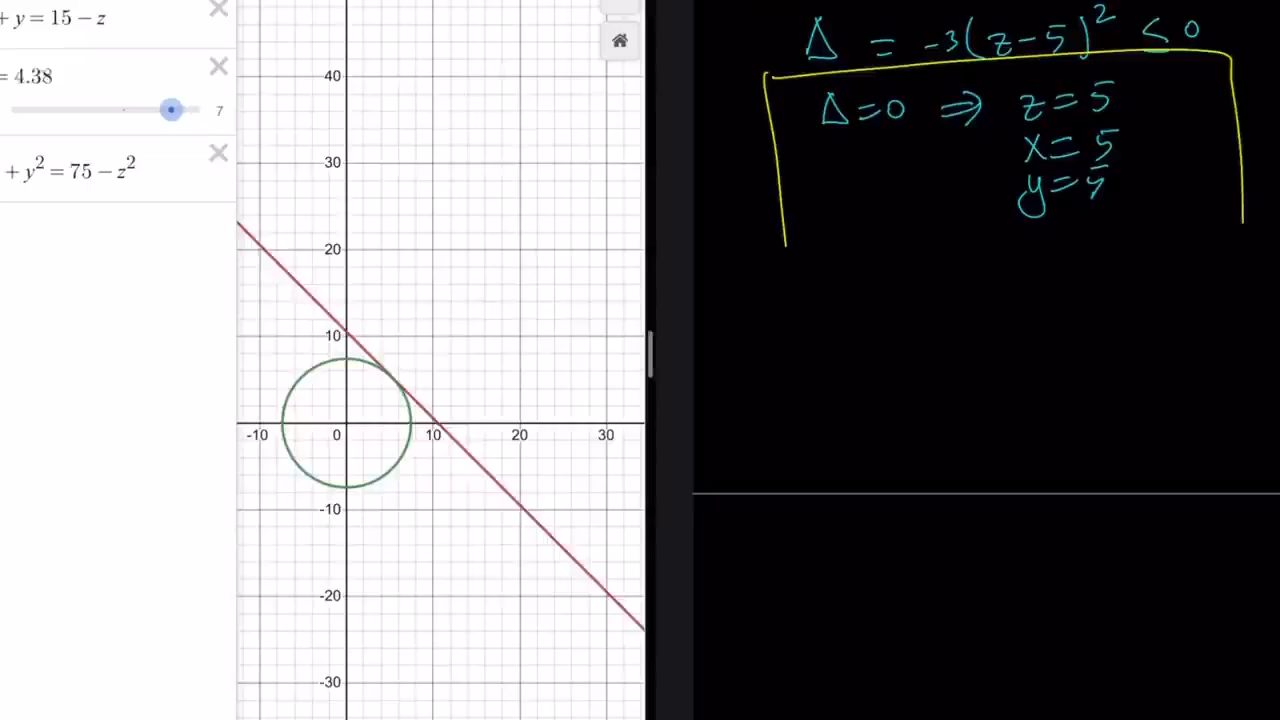 + y = 15 − z
= 4.38
7
+ y² = 75 − z²
40
30
20
10
-10
0
10
20
30
-10
-20
-30
Δ = -3(z-5)² < 0
Δ=0 ⇒ z=5
x=5
y=5